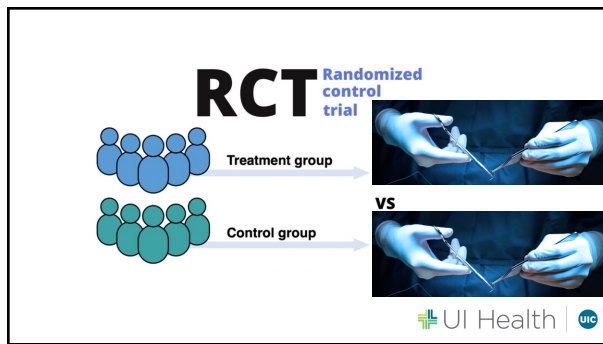 RCT
Randomized
control
trial
Treatment group
VS
Control group
UI Health
UIC